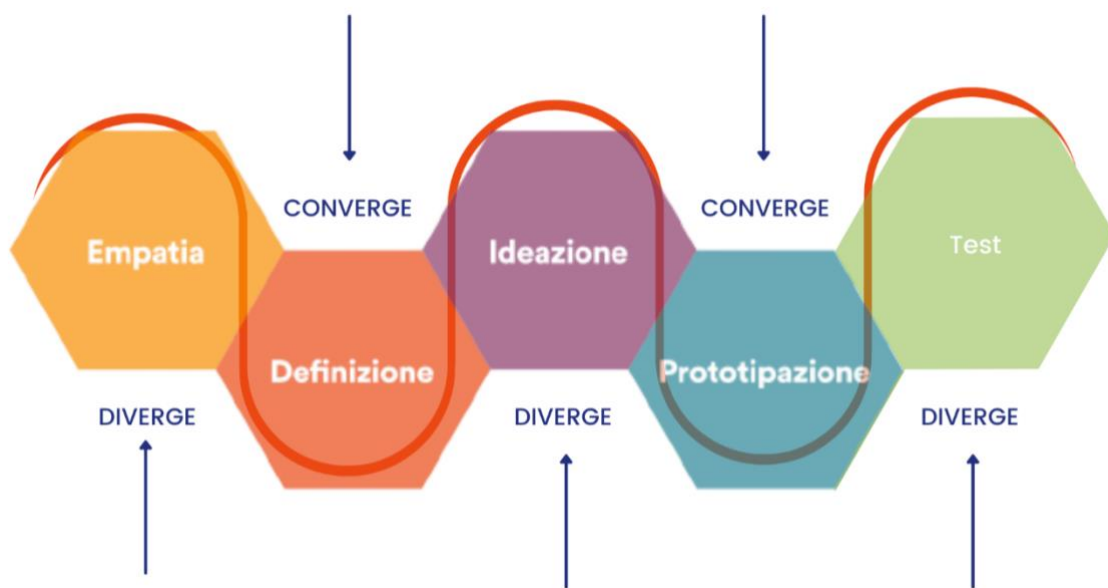 CONVERGE
CONVERGE
Empatia
Ideazione
Test
Definizione
Prototipazione
DIVERGE
DIVERGE
DIVERGE